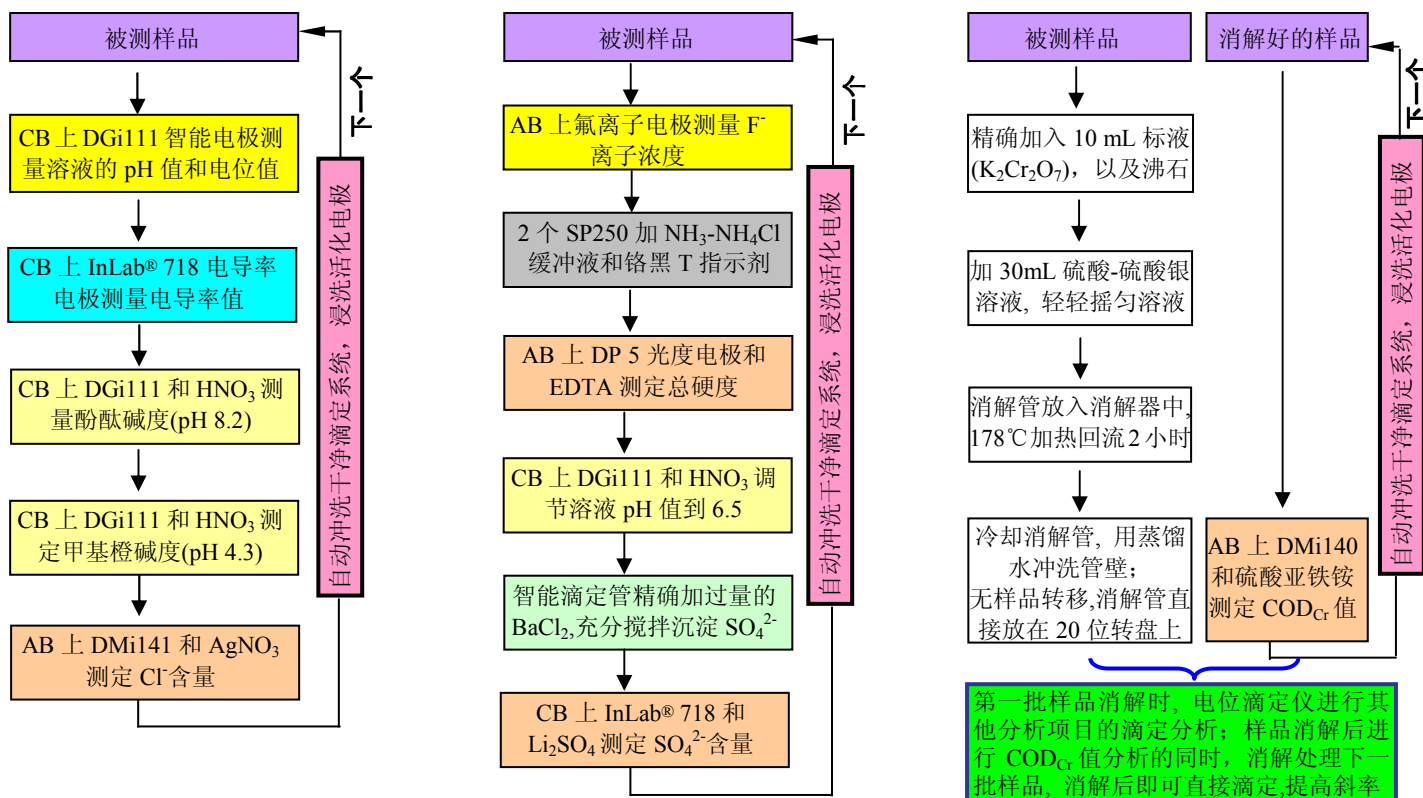 被测样品
CB 上 DGi111 智能电极测
量溶液的 pH 值和电位值
CB 上 InLab® 718 电导率
电极测量电导率值
CB 上 DGi111 和 HNO₃ 测
量酚酞碱度(pH 8.2)
CB 上 DGi111 和 HNO₃ 测
定甲基橙碱度(pH 4.3)
AB 上 DMi141 和 AgNO₃
测定 Cl⁻含量
自动冲洗干净滴定系统，浸洗活化电极
下一个
被测样品
AB 上氟离子电极测量 F⁻
离子浓度
2 个 SP250 加 NH₃-NH₄Cl
缓冲液和铬黑 T 指示剂
AB 上 DP 5 光度电极和
EDTA 测定总硬度
CB 上 DGi111 和 HNO₃ 调
节溶液 pH 值到 6.5
智能滴定管精确加过量的
BaCl₂,充分搅拌沉淀 SO₄²⁻
CB 上 InLab® 718 和
Li₂SO₄ 测定 SO₄²⁻含量
自动冲洗干净滴定系统，浸洗活化电极
下一个
被测样品
精确加入 10 mL 标液
(K₂Cr₂O₇)，以及沸石
加 30mL 硫酸-硫酸银
溶液, 轻轻摇匀溶液
消解管放入消解器中,
178℃加热回流 2 小时
冷却消解管, 用蒸馏
水冲洗管壁；
无样品转移,消解管直
接放在 20 位转盘上
消解好的样品
AB 上 DMi140
和硫酸亚铁铵
测定 COD_Cr 值
自动冲洗干净滴定系统，浸洗活化电极
下一个
第一批样品消解时, 电位滴定仪进行其
他分析项目的滴定分析；样品消解后进
行 COD_Cr 值分析的同时，消解处理下一
批样品, 消解后即可直接滴定,提高斜率